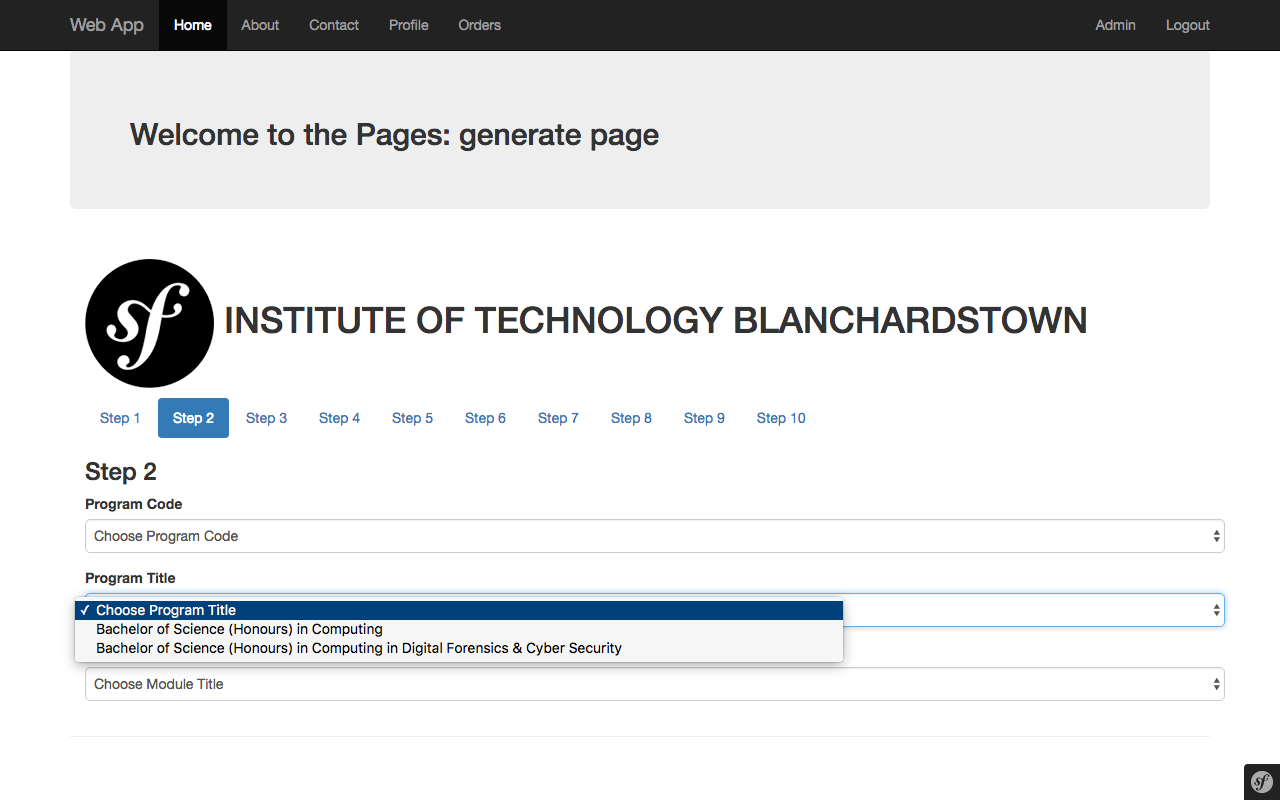 Web App Home About Contact Profile Orders Admin Logout
Welcome to the Pages: generate page
sf INSTITUTE OF TECHNOLOGY BLANCHARDSTOWN
Step 1 Step 2 Step 3 Step 4 Step 5 Step 6 Step 7 Step 8 Step 9 Step 10
Step 2
Program Code
Choose Program Code
Program Title
✓ Choose Program Title
Bachelor of Science (Honours) in Computing
Bachelor of Science (Honours) in Computing in Digital Forensics & Cyber Security
Choose Module Title
sf